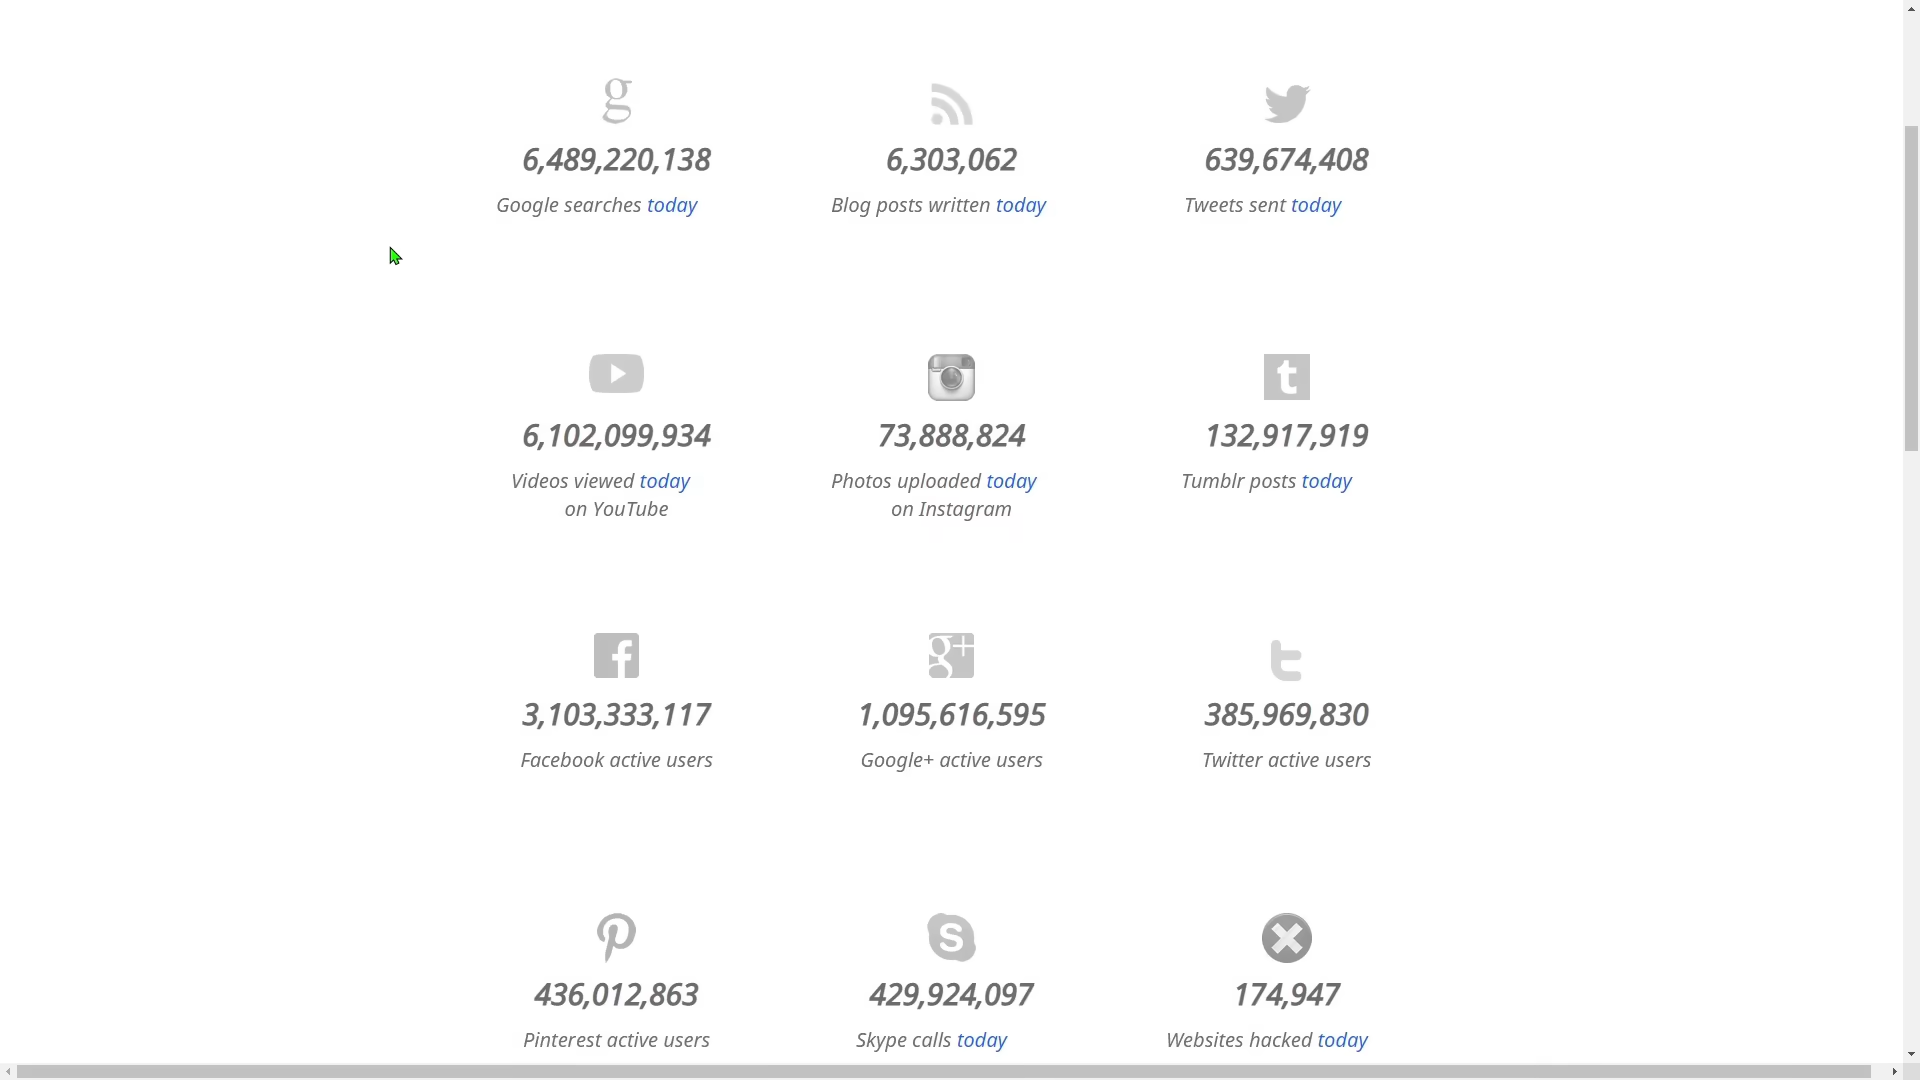 6,489,220,138
Google searches today
6,303,062
Blog posts written today
639,674,408
Tweets sent today
6,102,099,934
Videos viewed today
on YouTube
73,888,824
Photos uploaded today
on Instagram
132,917,919
Tumblr posts today
3,103,333,117
Facebook active users
1,095,616,595
Google+ active users
385,969,830
Twitter active users
436,012,863
Pinterest active users
429,924,097
Skype calls today
174,947
Websites hacked today